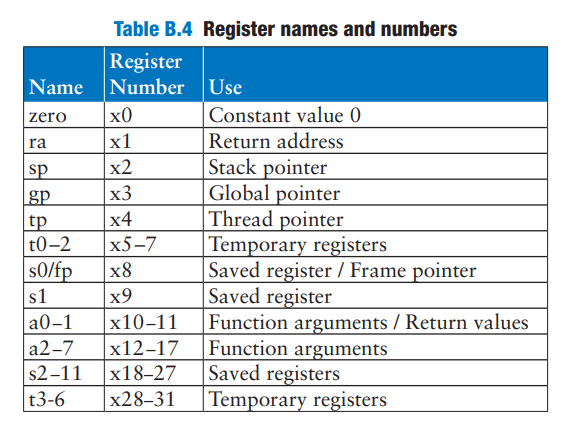 Table B.4 Register names and numbers
Register
Name Number Use
zero x0 Constant value 0
ra x1 Return address
sp x2 Stack pointer
gp x3 Global pointer
tp x4 Thread pointer
t0–2 x5–7 Temporary registers
s0/fp x8 Saved register / Frame pointer
s1 x9 Saved register
a0–1 x10–11 Function arguments / Return values
a2–7 x12–17 Function arguments
s2–11 x18–27 Saved registers
t3-6 x28–31 Temporary registers